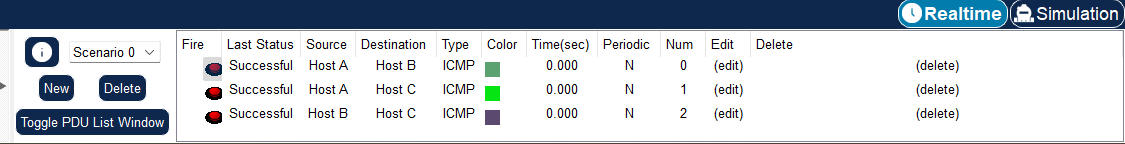 Realtime Simulation
i Scenario 0
New Delete
Toggle PDU List Window
Fire Last Status Source Destination Type Color Time(sec) Periodic Num Edit Delete
Successful Host A Host B ICMP 0.000 N 0 (edit) (delete)
Successful Host A Host C ICMP 0.000 N 1 (edit) (delete)
Successful Host B Host C ICMP 0.000 N 2 (edit) (delete)